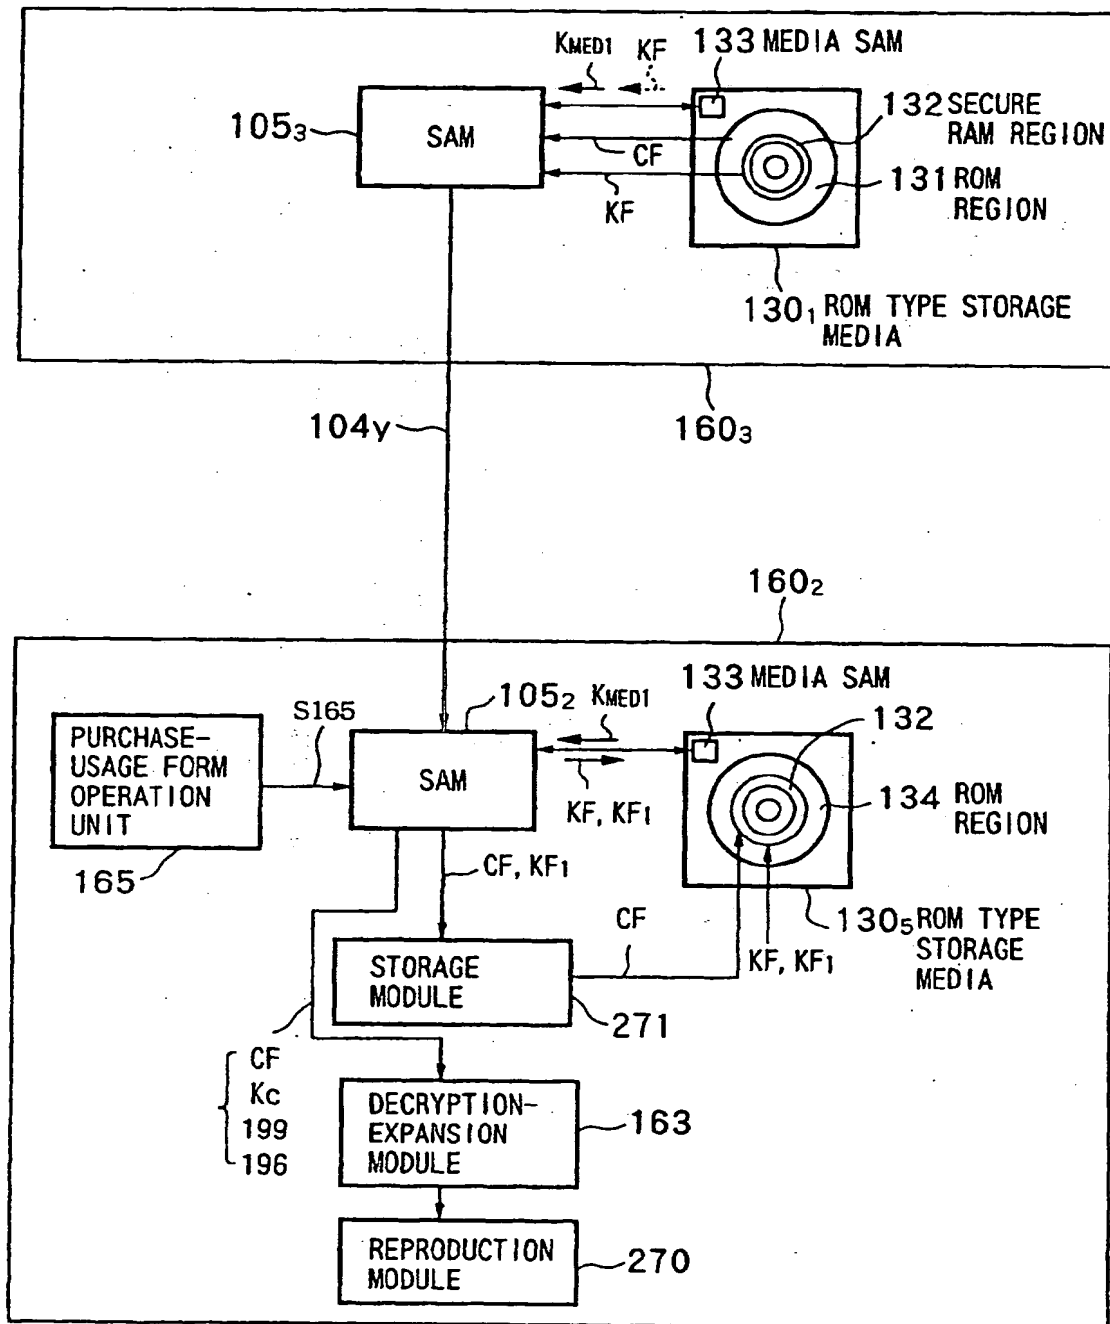 133 MEDIA SAM
KMED1 KF
132 SECURE
RAM REGION
105₃
SAM
CF
131 ROM
REGION
KF
130₁ ROM TYPE STORAGE
MEDIA
104y
160₃
160₂
133 MEDIA SAM
105₂
KMED1
S165
132
PURCHASE-
USAGE FORM
OPERATION
UNIT
SAM
134 ROM
REGION
KF, KF₁
165
CF, KF₁
CF
130₅ ROM TYPE
STORAGE
MEDIA
KF, KF₁
STORAGE
MODULE
271
CF
Kc
199
196
DECRYPTION-
EXPANSION
MODULE
163
REPRODUCTION
MODULE
270